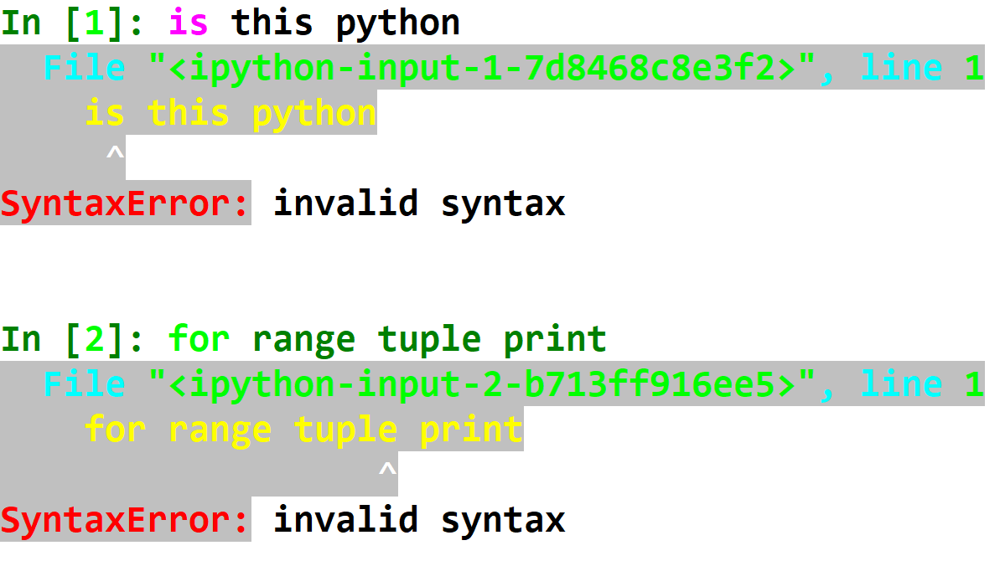 In [1]: is this python
  File "<ipython-input-1-7d8468c8e3f2>", line 1
    is this python
     ^
SyntaxError: invalid syntax
In [2]: for range tuple print
  File "<ipython-input-2-b713ff916ee5>", line 1
    for range tuple print
                  ^
SyntaxError: invalid syntax